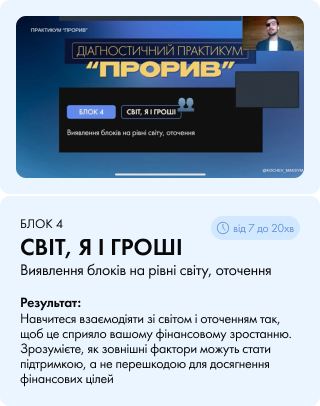 ПРАКТИКУМ "ПРОРИВ"
ДІАГНОСТИЧНИЙ ПРАКТИКУМ
"ПРОРИВ"
БЛОК 4
СВІТ, Я І ГРОШІ
Виявлення блоків на рівні світу, оточення
@KOCHEV_MAKSYM
БЛОК 4
від 7 до 20хв
СВІТ, Я І ГРОШІ
Виявлення блоків на рівні світу, оточення
Результат:
Навчитеся взаємодіяти зі світом і оточенням так,
щоб це сприяло вашому фінансовому зростанню.
Зрозумієте, як зовнішні фактори можуть стати
підтримкою, а не перешкодою для досягнення
фінансових цілей